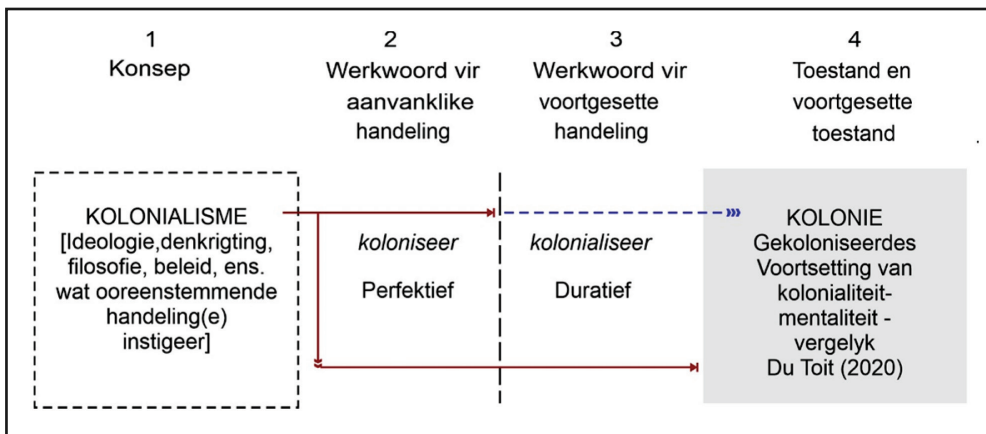 1
Konsep
2
Werkwoord vir
aanvanklike
handeling
3
Werkwoord vir
voortgesette
handeling
4
Toestand en
voortgesette
toestand
.
KOLONIALISME
[Ideologie,denkrigting,
filosofie, beleid, ens.
wat ooreenstemmende
handeling(e)
instigeer]
koloniseer
Perfektief
kolonialiseer
Duratief
KOLONIE
Gekoloniseerdes
Voortsetting van
kolonialiteit-
mentaliteit -
vergelyk
Du Toit (2020)